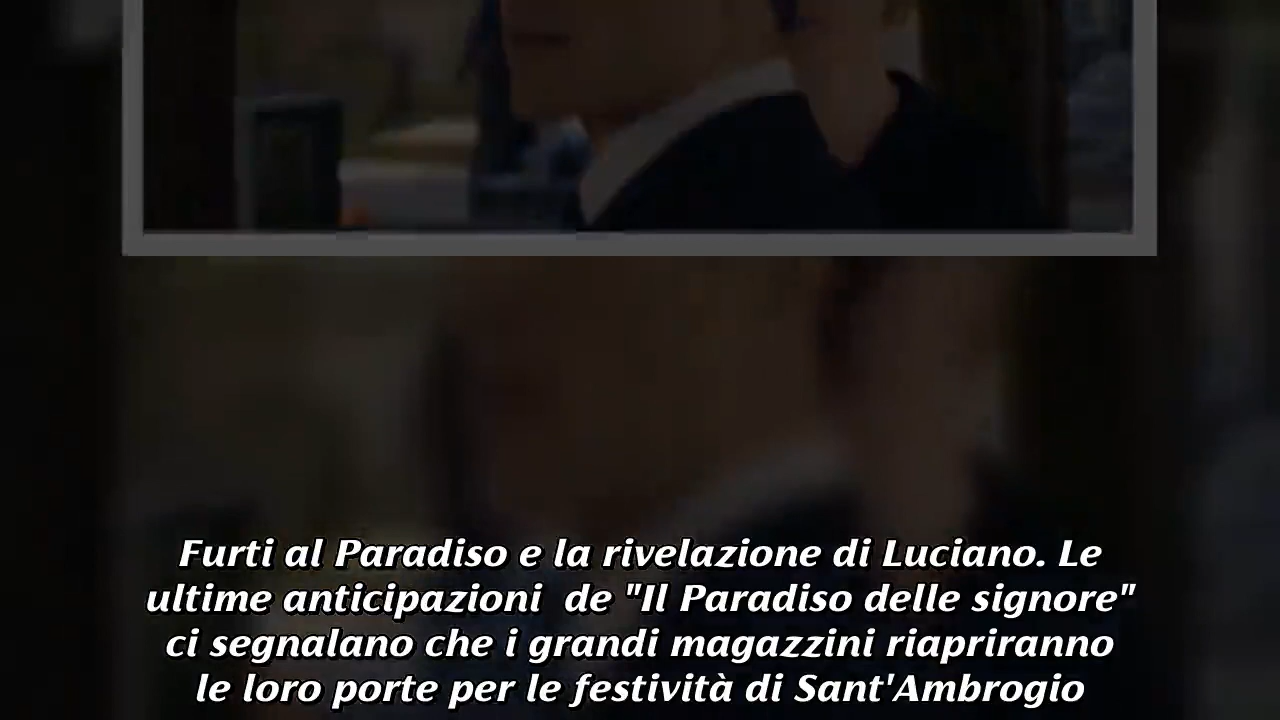 Furti al Paradiso e la rivelazione di Luciano. Le
ultime anticipazioni  de "Il Paradiso delle signore"
ci segnalano che i grandi magazzini riapriranno
le loro porte per le festività di Sant'Ambrogio